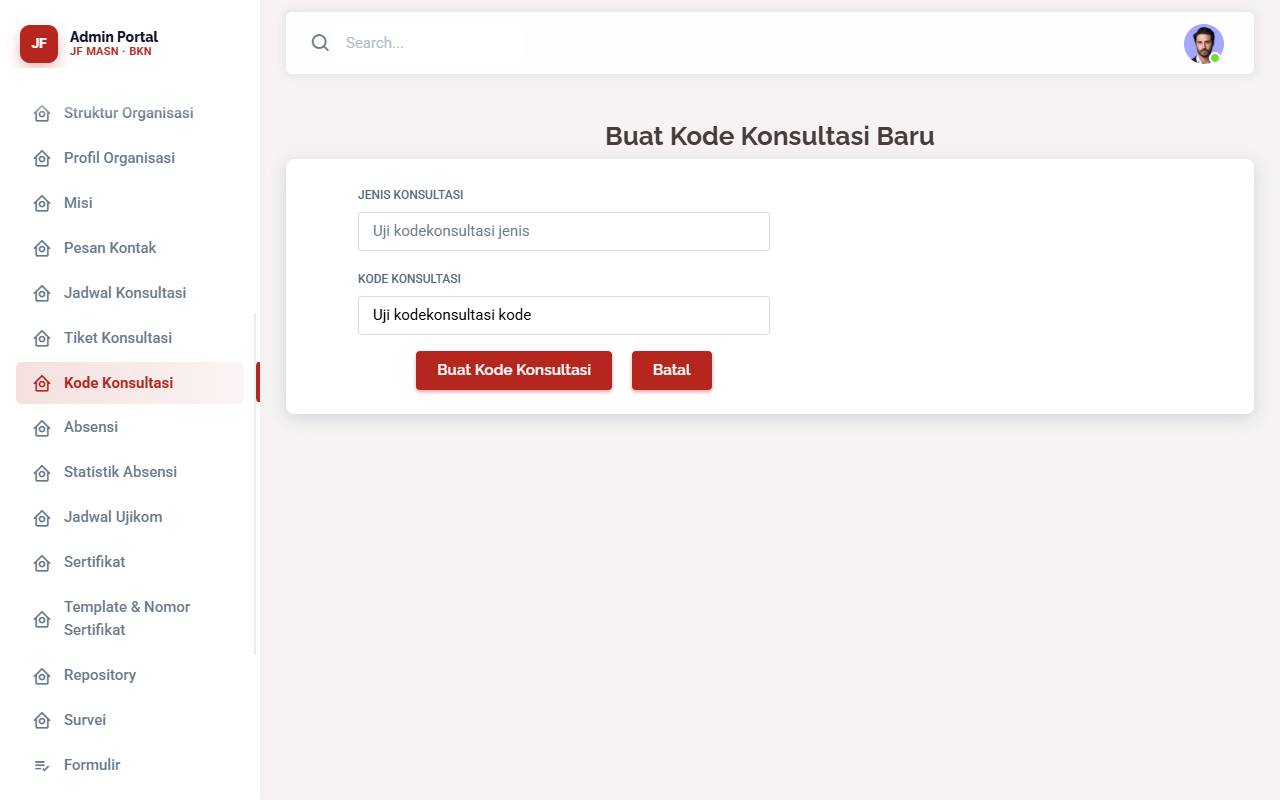 JF
Admin Portal
JF MASN · BKN
Struktur Organisasi
Profil Organisasi
Misi
Pesan Kontak
Jadwal Konsultasi
Tiket Konsultasi
Kode Konsultasi
Absensi
Statistik Absensi
Jadwal Ujikom
Sertifikat
Template & Nomor
Sertifikat
Repository
Survei
Formulir
Search...
Buat Kode Konsultasi Baru
JENIS KONSULTASI
Uji kodekonsultasi jenis
KODE KONSULTASI
Uji kodekonsultasi kode
Buat Kode Konsultasi
Batal